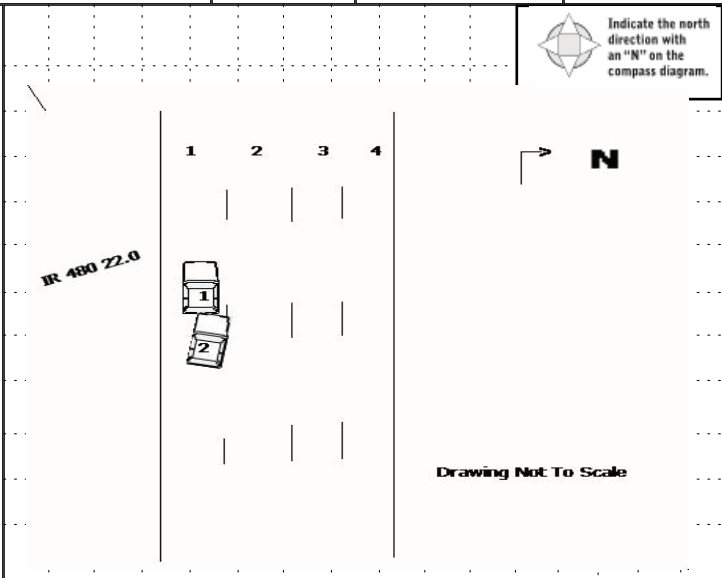 Indicate the north
direction with
an "N" on the
compass diagram.
1 2 3 4
N
IR 480 22.0
1
2
Drawing Not To Scale